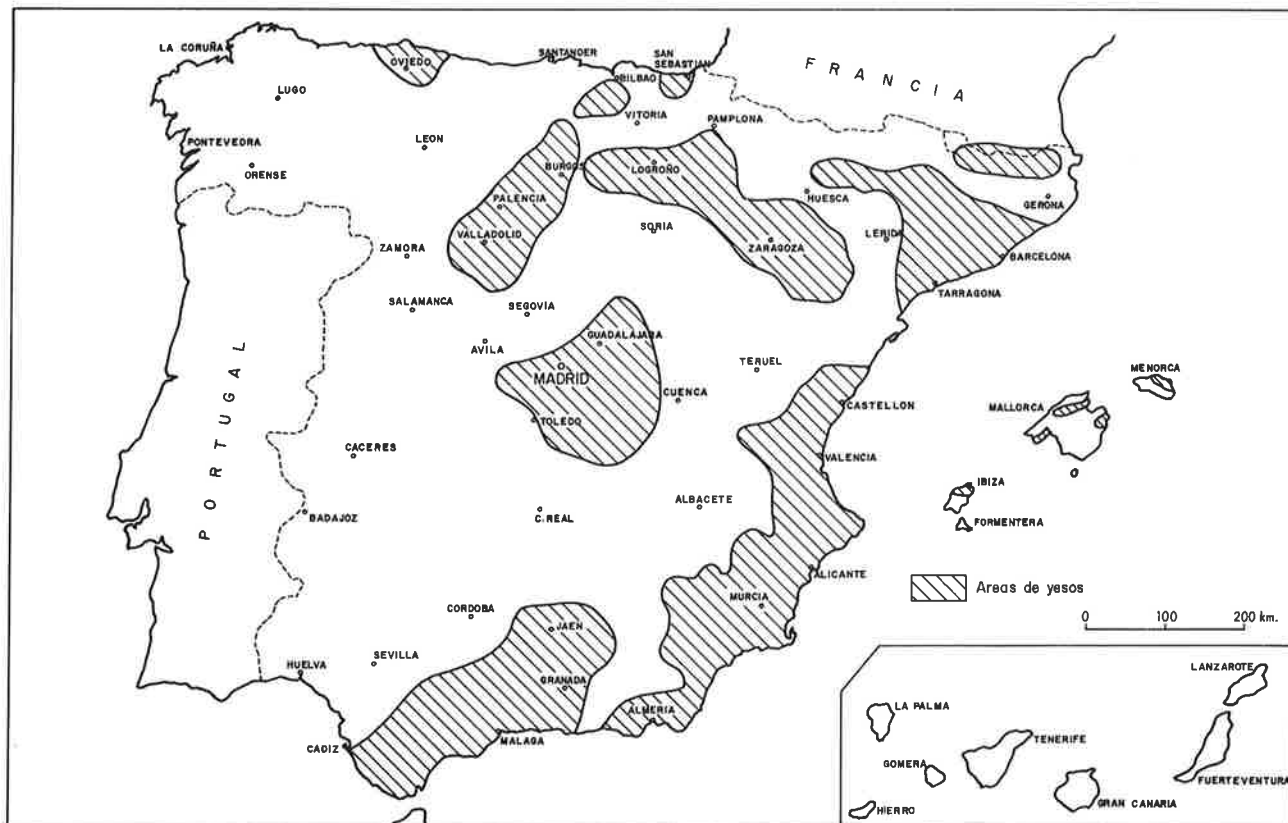 LA CORUÑA
OVIEDO
SANTANDER
SAN
SEBASTIAN
BILBAO
FRANCIA
LUGO
VITORIA
PAMPLONA
PONTEVEDRA
LEON
ORENSE
BURGOS
LOGROÑO
HUESCA
GERONA
PALENCIA
SORIA
VALLADOLID
ZARAGOZA
LERIDA
ZAMORA
BARCELONA
SALAMANCA
SEGOVIA
TARRAGONA
AVILA
GUADALAJARA
MADRID
TERUEL
MENORCA
CUENCA
CASTELLON
MALLORCA
TOLEDO
PORTUGAL
CACERES
VALENCIA
IBIZA
BADAJOZ
C. REAL
ALBACETE
FORMENTERA
ALICANTE
Areas de yesos
MURCIA
CORDOBA
JAEN
0 100 200 km.
SEVILLA
HUELVA
GRANADA
ALMERIA
CADIZ
MALAGA
LANZAROTE
LA PALMA
TENERIFE
GOMERA
FUERTEVENTURA
HIERRO
GRAN CANARIA